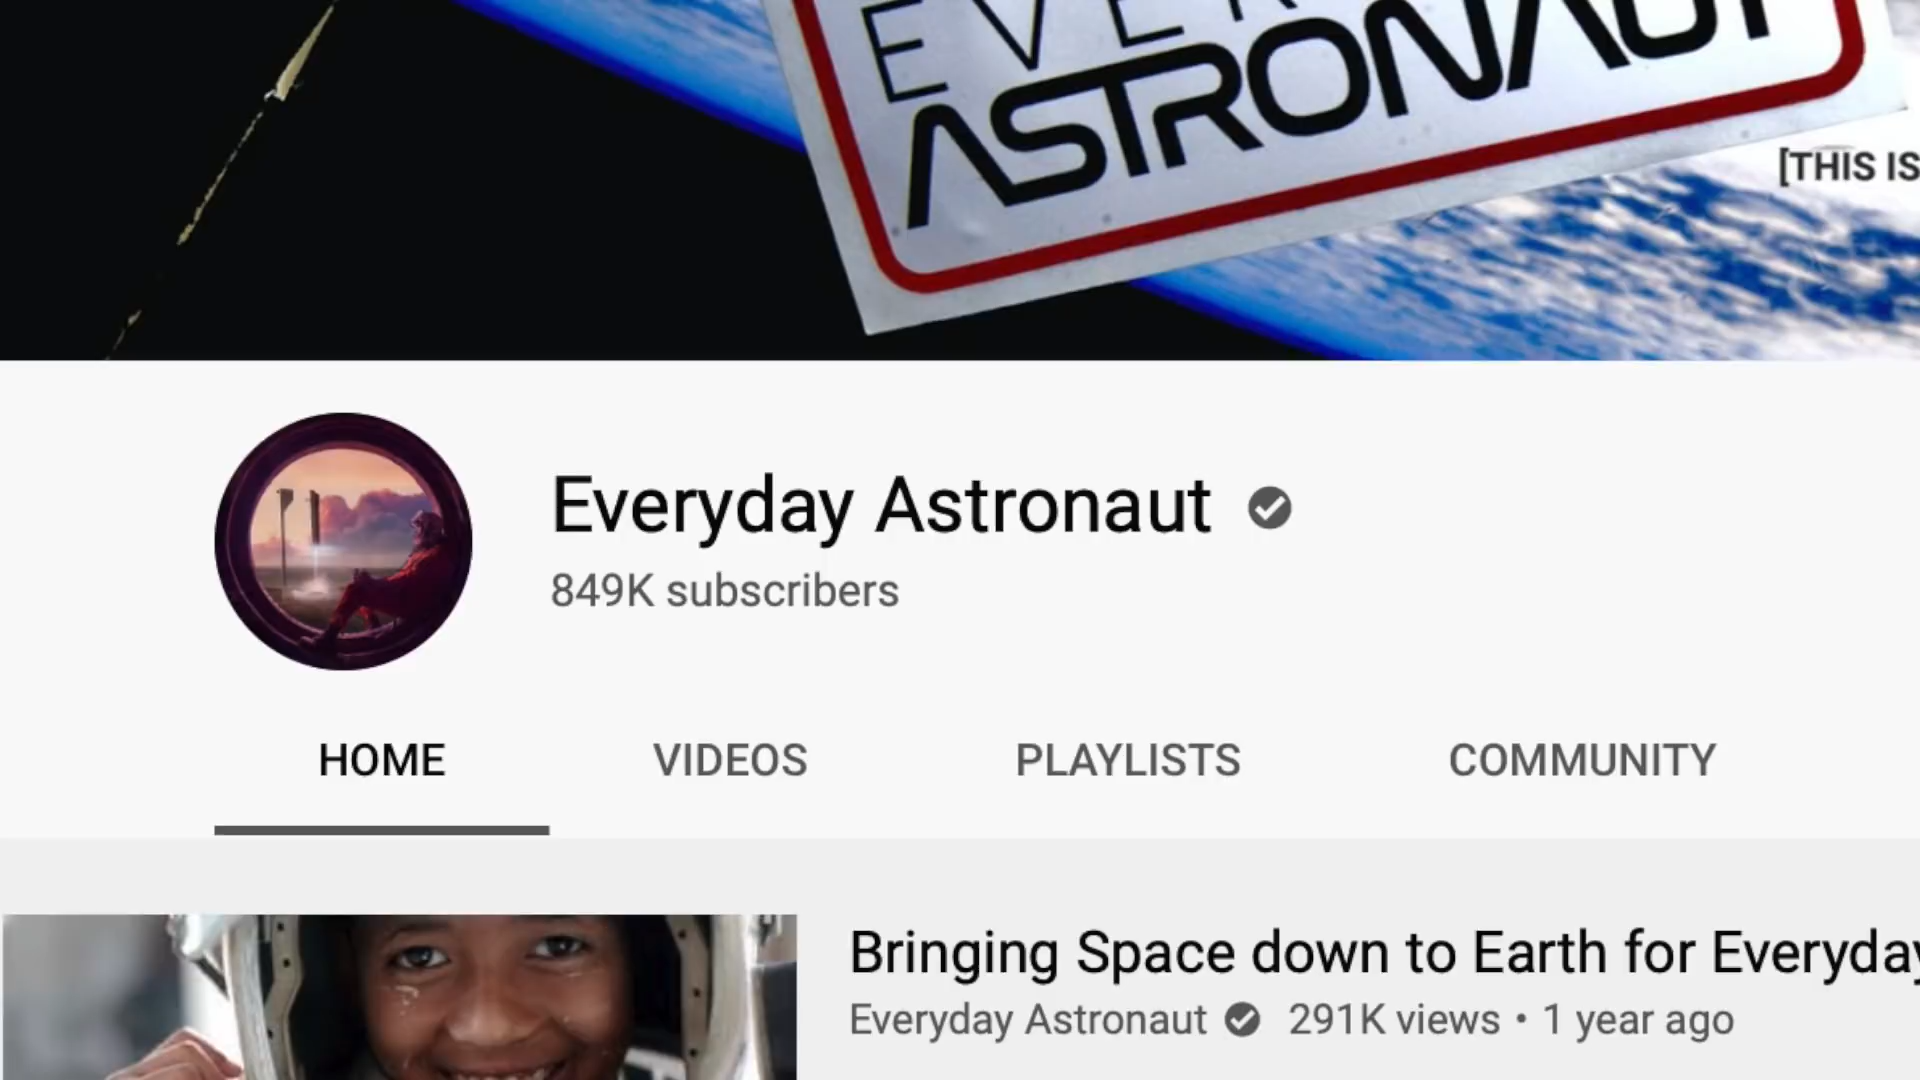 ASTRONAUT
[THIS IS
Everyday Astronaut
849K subscribers
HOME
VIDEOS
PLAYLISTS
COMMUNITY
Bringing Space down to Earth for Everyday
Everyday Astronaut 291K views • 1 year ago